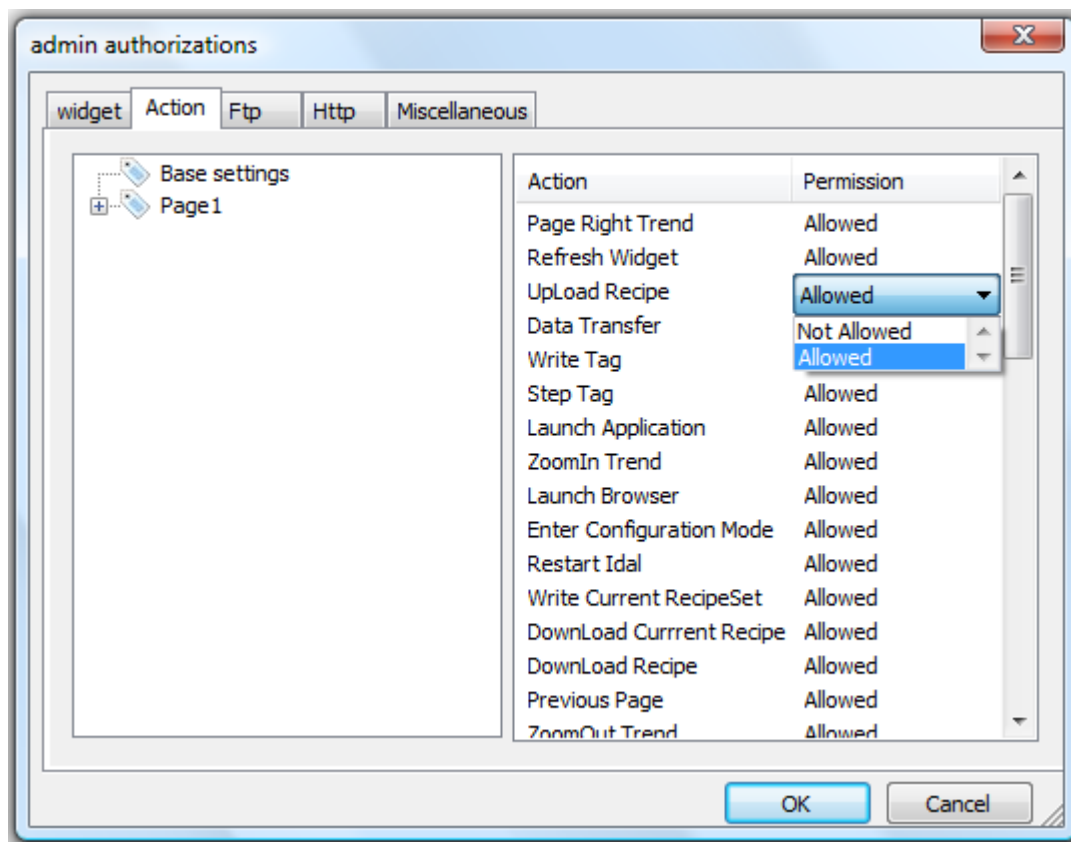 admin authorizations
widget Action Ftp Http Miscellaneous
Base settings
Page1
Action Permission
Page Right Trend Allowed
Refresh Widget Allowed
UpLoad Recipe Allowed
Data Transfer Not Allowed
Write Tag Allowed
Step Tag Allowed
Launch Application Allowed
ZoomIn Trend Allowed
Launch Browser Allowed
Enter Configuration Mode Allowed
Restart Idal Allowed
Write Current RecipeSet Allowed
DownLoad Currrent Recipe Allowed
DownLoad Recipe Allowed
Previous Page Allowed
ZoomOut Trend Allowed
OK Cancel